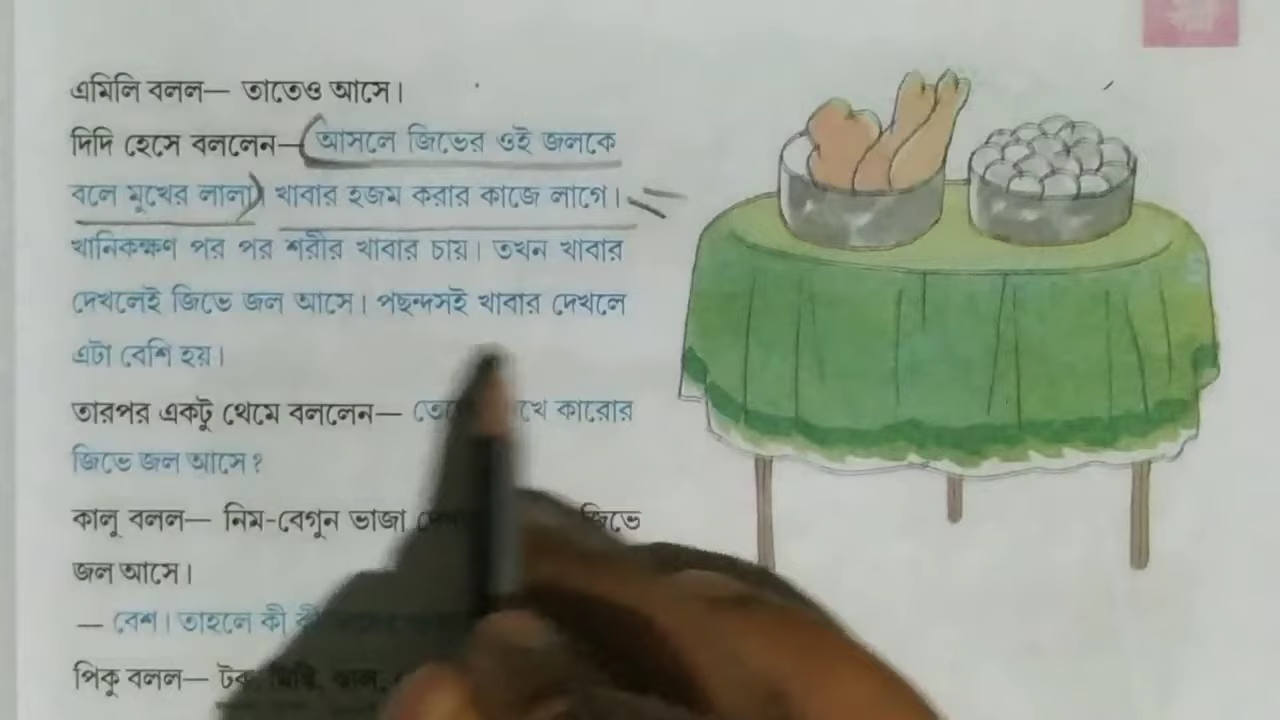 এমিলি বলল— তাতেও আসে।
দিদি হেসে বললেন— আসলে জিভের ওই জলকে
বলে মুখের লালা। খাবার হজম করার কাজে লাগে।
খানিকক্ষণ পর পর শরীর খাবার চায়। তখন খাবার
দেখলেই জিভে জল আসে। পছন্দসই খাবার দেখলে
এটা বেশি হয়।
তারপর একটু থেমে বললেন— কারোর
জিভে জল আসে?
কালু বলল— নিম-বেগুন ভাজা জিভে
জল আসে।
— বেশ। তাহলে কী
পিকু বলল— টক, মিষ্টি, ঝাল,